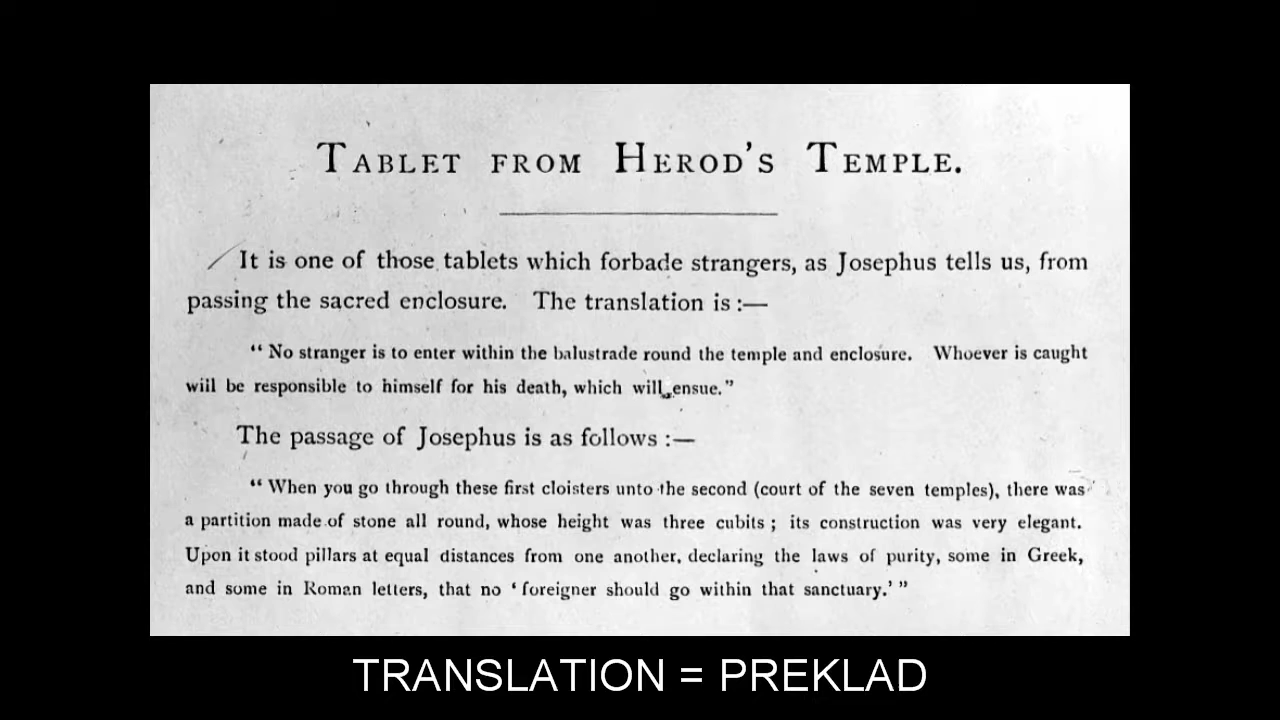 TABLET FROM HEROD'S TEMPLE.
It is one of those tablets which forbade strangers, as Josephus tells us, from
passing the sacred enclosure. The translation is :—
“ No stranger is to enter within the balustrade round the temple and enclosure. Whoever is caught
will be responsible to himself for his death, which will ensue.”
The passage of Josephus is as follows :—
“ When you go through these first cloisters unto the second (court of the seven temples), there was
a partition made of stone all round, whose height was three cubits ; its construction was very elegant.
Upon it stood pillars at equal distances from one another, declaring the laws of purity, some in Greek,
and some in Roman letters, that no ‘ foreigner should go within that sanctuary.’ ”
TRANSLATION = PREKLAD